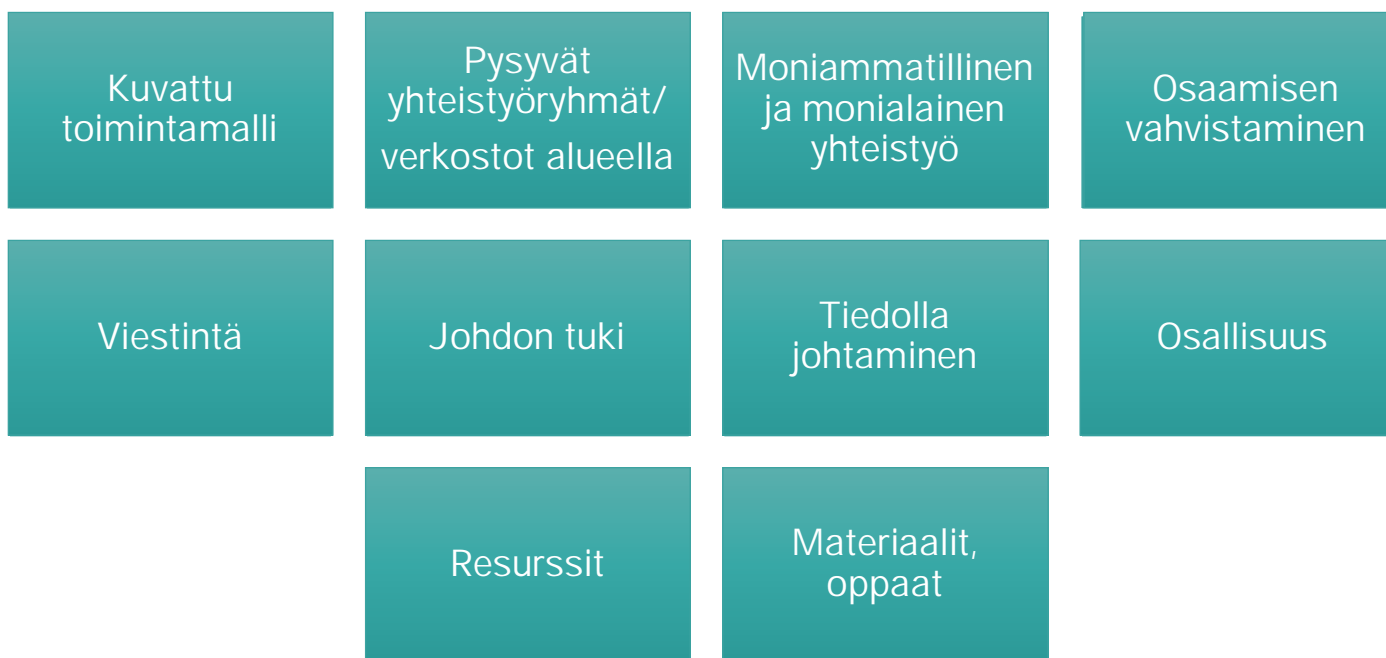 Kuvattu
toimintamalli
Pysyvät
yhteistyöryhmät/
verkostot alueella
Moniammatillinen
ja monialainen
yhteistyö
Osaamisen
vahvistaminen
Viestintä
Johdon tuki
Tiedolla
johtaminen
Osallisuus
Resurssit
Materiaalit,
oppaat